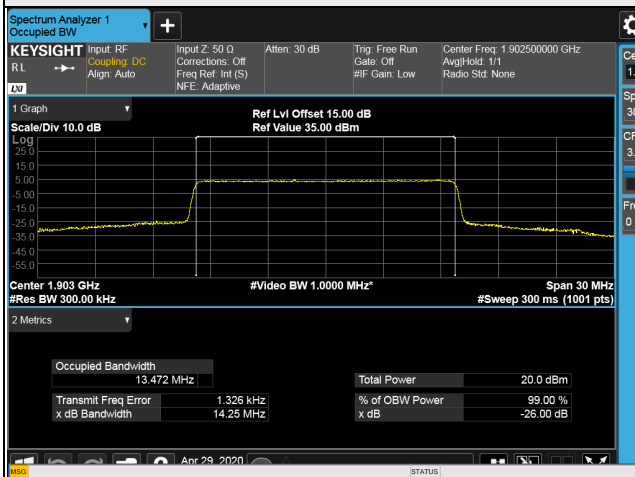 Spectrum Analyzer 1
Occupied BW
+
KEYSIGHT
RL
LXI
Input: RF
Coupling: DC
Align: Auto
Input Z: 50 Ω
Corrections: Off
Freq Ref: Int (S)
NFE: Adaptive
Atten: 30 dB
Trig: Free Run
Gate: Off
#IF Gain: Low
Center Freq: 1.902500000 GHz
Avg|Hold: 1/1
Radio Std: None
1 Graph
Scale/Div 10.0 dB
Ref Lvl Offset 15.00 dB
Ref Value 35.00 dBm
Log
25.0
15.0
5.00
-5.00
-15.0
-25.0
-35.0
-45.0
-55.0
Center 1.903 GHz
#Res BW 300.00 kHz
#Video BW 1.0000 MHz*
Span 30 MHz
#Sweep 300 ms (1001 pts)
2 Metrics
Occupied Bandwidth
13.472 MHz
Transmit Freq Error 1.326 kHz
x dB Bandwidth 14.25 MHz
Total Power 20.0 dBm
% of OBW Power 99.00 %
x dB -26.00 dB
Apr 29, 2020
MSG
STATUS